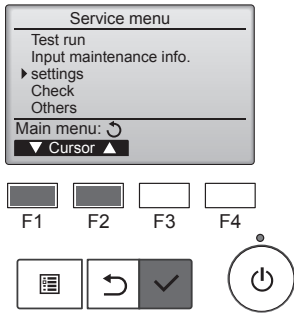 Service menu
Test run
Input maintenance info.
settings
Check
Others
Main menu:
Cursor
F1 F2 F3 F4